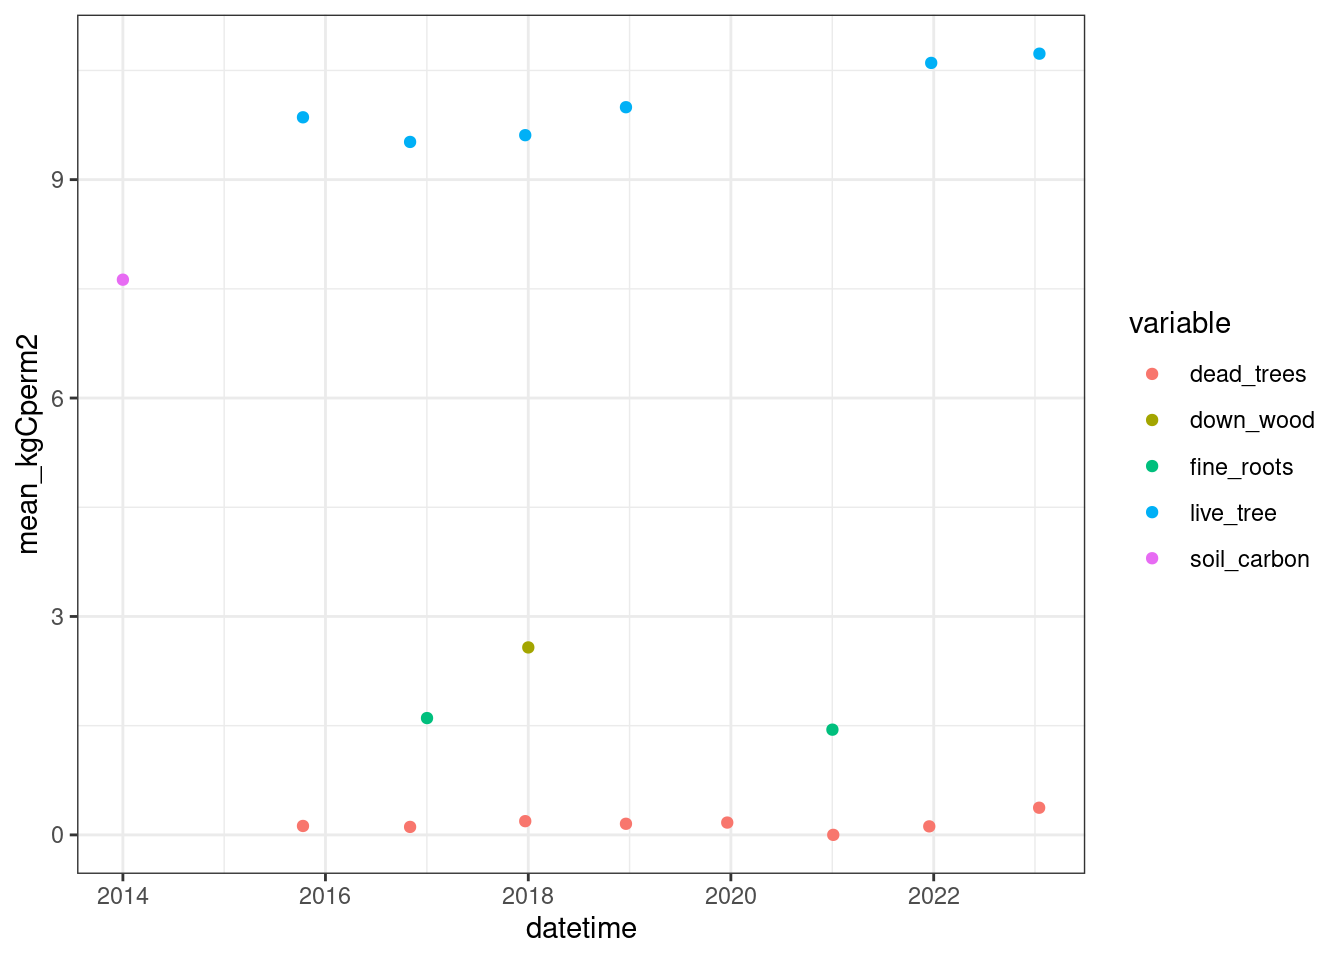 9
6
3
0
mean_kgCperm2
2014 2016 2018 2020 2022
datetime
variable
dead_trees
down_wood
fine_roots
live_tree
soil_carbon